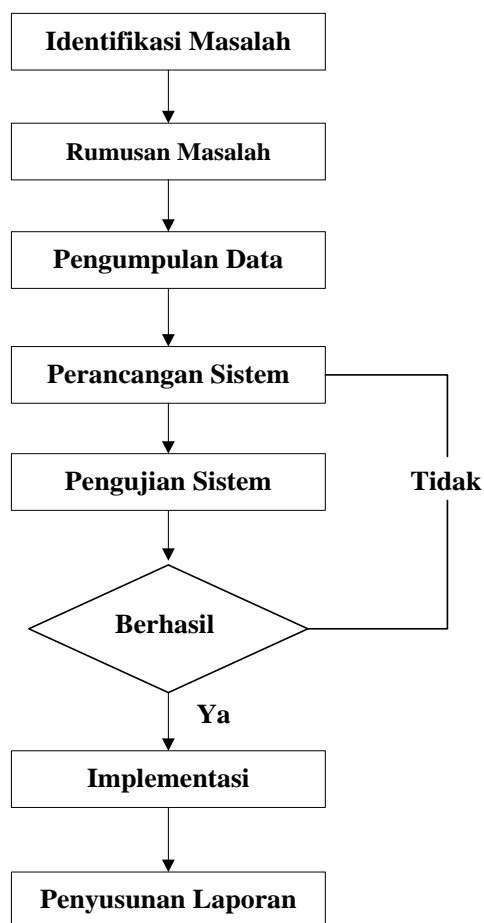 Identifikasi Masalah
Rumusan Masalah
Pengumpulan Data
Perancangan Sistem
Pengujian Sistem
Tidak
Berhasil
Ya
Implementasi
Penyusunan Laporan